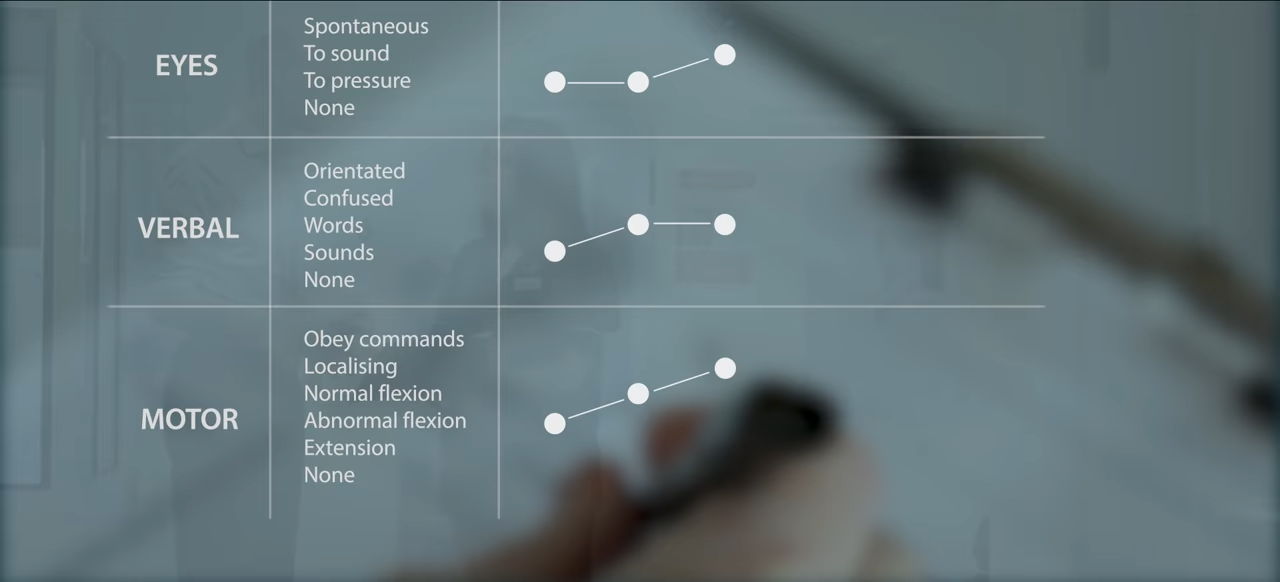 EYES
Spontaneous
To sound
To pressure
None
VERBAL
Orientated
Confused
Words
Sounds
None
MOTOR
Obey commands
Localising
Normal flexion
Abnormal flexion
Extension
None